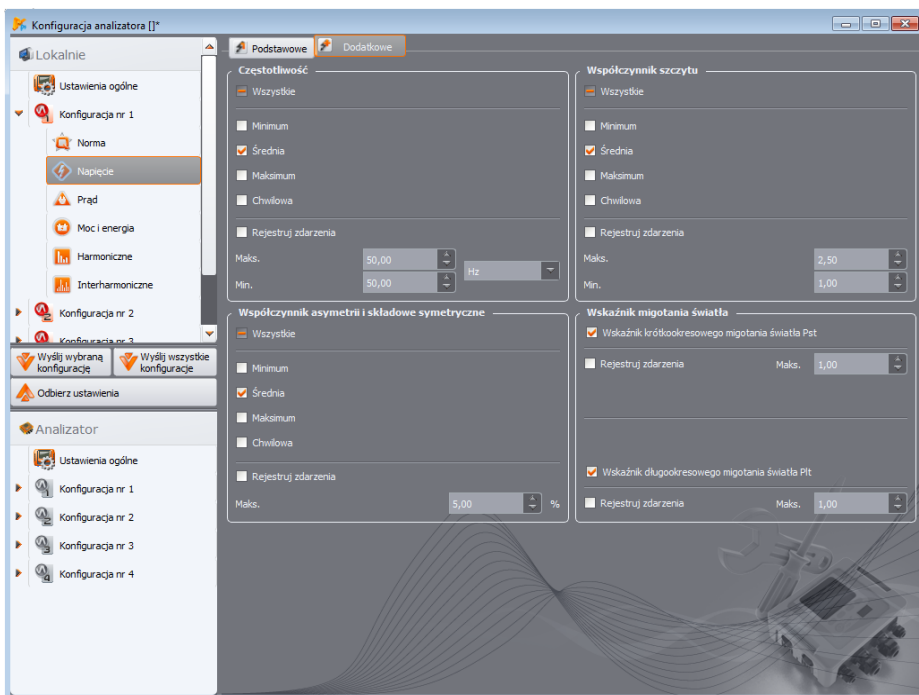 Konfiguracja analizatora []*
Lokalnie
Ustawienia ogólne
Konfiguracja nr 1
Norma
Napięcie
Prąd
Moc i energia
Harmoniczne
Interharmoniczne
Konfiguracja nr 2
Konfiguracja nr 3
Wyślij wybraną
konfigurację
Wyślij wszystkie
konfiguracje
Odbierz ustawienia
Analizator
Ustawienia ogólne
Konfiguracja nr 1
Konfiguracja nr 2
Konfiguracja nr 3
Konfiguracja nr 4
Podstawowe
Dodatkowe
Częstotliwość
Wszystkie
Minimum
Średnia
Maksimum
Chwilowa
Rejestruj zdarzenia
Maks. 50,00
Hz
Min. 50,00
Współczynnik szczytu
Wszystkie
Minimum
Średnia
Maksimum
Chwilowa
Rejestruj zdarzenia
Maks. 2,50
Min. 1,00
Współczynnik asymetrii i składowe symetryczne
Wszystkie
Minimum
Średnia
Maksimum
Chwilowa
Rejestruj zdarzenia
Maks. 5,00 %
Wskaźnik migotania światła
Wskaźnik krótkookresowego migotania światła Pst
Rejestruj zdarzenia Maks. 1,00
Wskaźnik długookresowego migotania światła Plt
Rejestruj zdarzenia Maks. 1,00